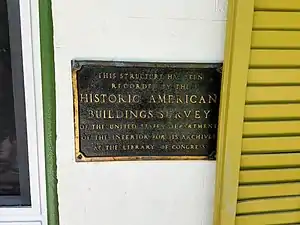 THIS STRUCTURE HAS BEEN
RECORDED BY THE
HISTORIC AMERICAN
BUILDINGS SURVEY
OF THE UNITED STATES DEPARTMENT
OF THE INTERIOR FOR ITS ARCHIVES
AT THE LIBRARY OF CONGRESS